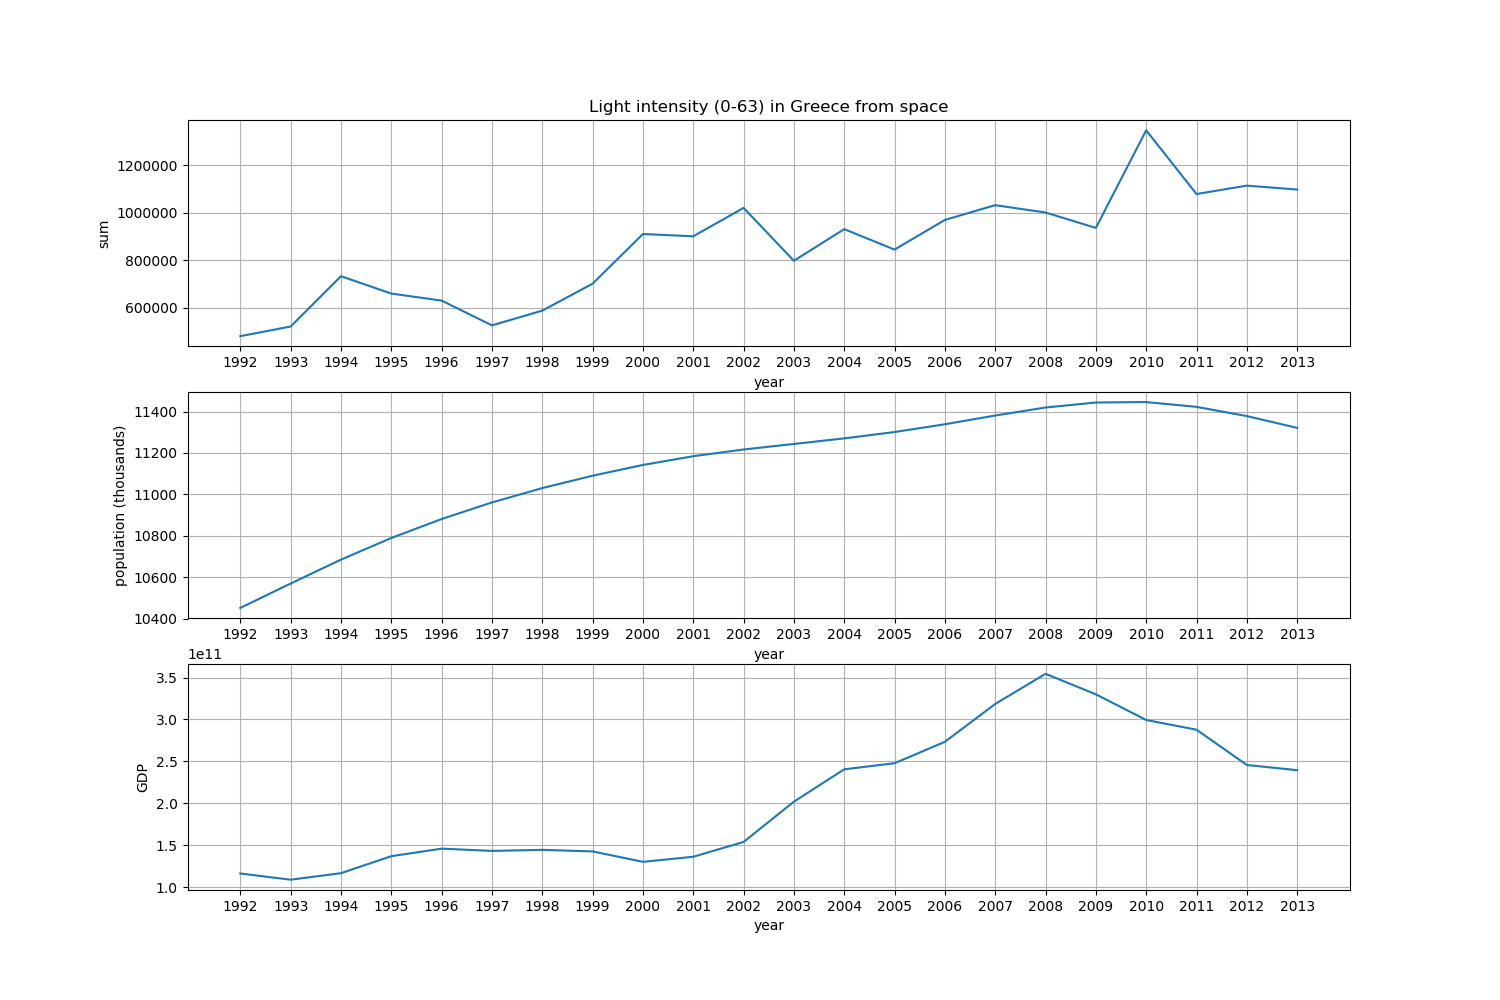 Light intensity (0-63) in Greece from space
1200000
1000000
800000
600000
sum
1992 1993 1994 1995 1996 1997 1998 1999 2000 2001 2002 2003 2004 2005 2006 2007 2008 2009 2010 2011 2012 2013
year
11400
11200
11000
10800
10600
10400
population (thousands)
1992 1993 1994 1995 1996 1997 1998 1999 2000 2001 2002 2003 2004 2005 2006 2007 2008 2009 2010 2011 2012 2013
year
1e11
3.5
3.0
2.5
2.0
1.5
1.0
GDP
1992 1993 1994 1995 1996 1997 1998 1999 2000 2001 2002 2003 2004 2005 2006 2007 2008 2009 2010 2011 2012 2013
year